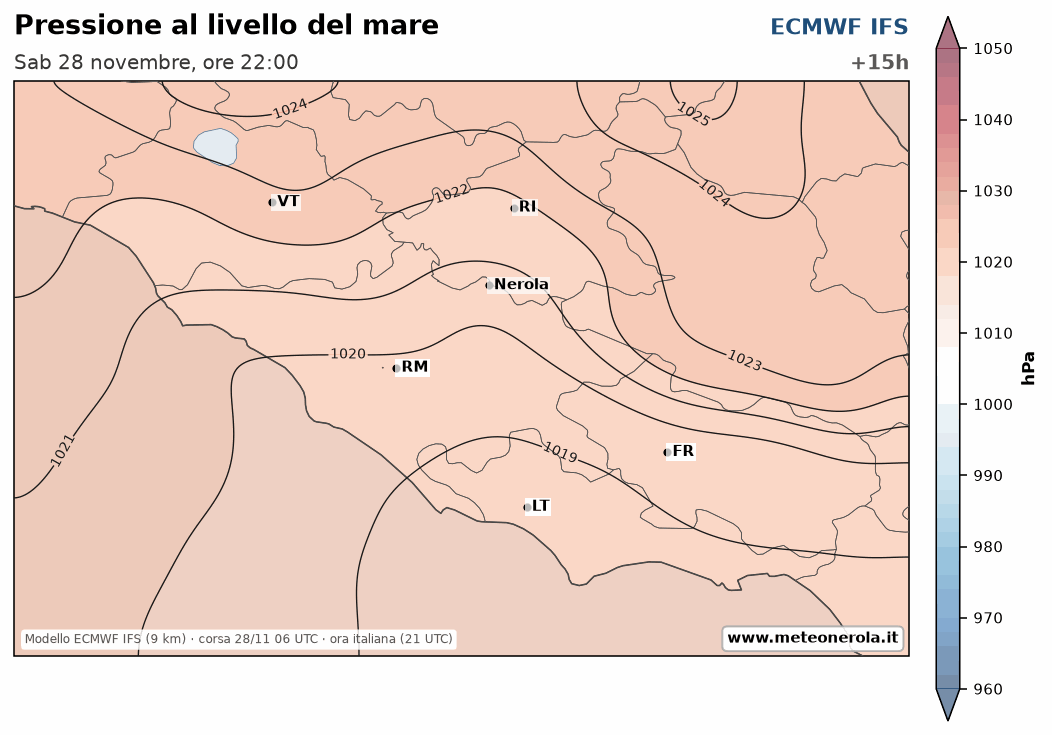 Pressione al livello del mare
ECMWF IFS
Sab 28 novembre, ore 22:00
+15h
1024
1025
1024
VT
1022
RI
Nerola
1020
RM
1023
1021
1019
FR
LT
Modello ECMWF IFS (9 km) · corsa 28/11 06 UTC · ora italiana (21 UTC)
www.meteonerola.it
1050
1040
1030
1020
1010
1000
990
980
970
960
hPa